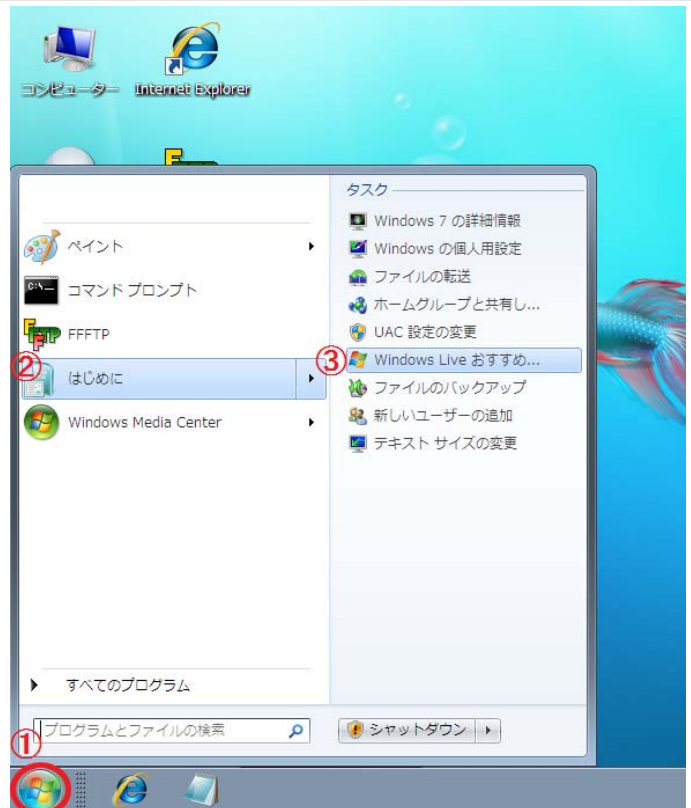 コンピューター
Internet Explorer
タスク
Windows 7 の詳細情報
Windows の個人用設定
ファイルの転送
ホームグループと共有し...
UAC 設定の変更
③
Windows Live おすすめ...
ファイルのバックアップ
新しいユーザーの追加
テキスト サイズの変更
ペイント
C:\_
コマンド プロンプト
FFFTP
②
はじめに
Windows Media Center
すべてのプログラム
①
プログラムとファイルの検索
シャットダウン